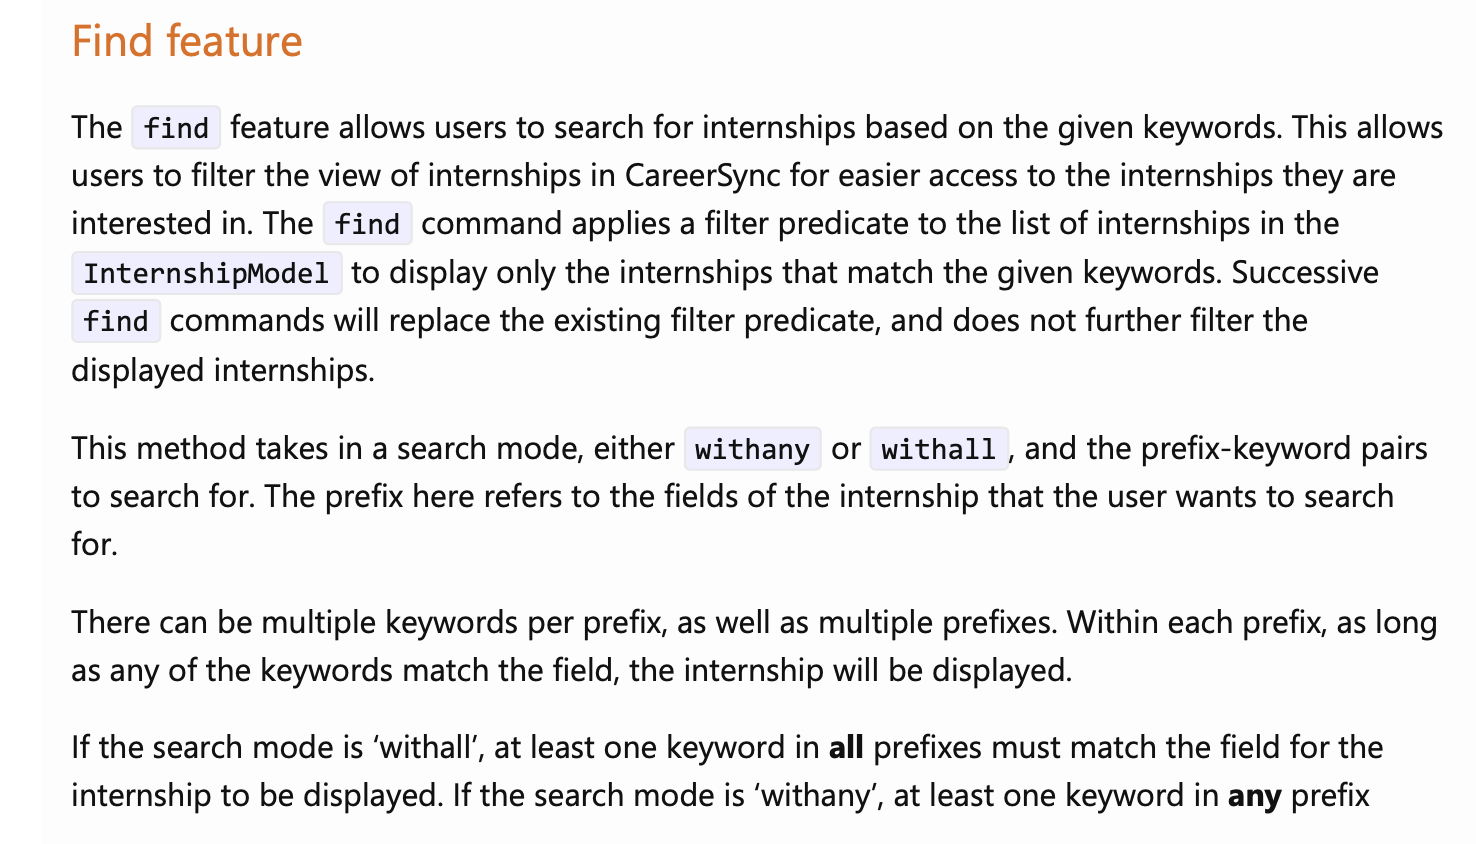 Find feature
The find feature allows users to search for internships based on the given keywords. This allows
users to filter the view of internships in CareerSync for easier access to the internships they are
interested in. The find command applies a filter predicate to the list of internships in the
InternshipModel to display only the internships that match the given keywords. Successive
find commands will replace the existing filter predicate, and does not further filter the
displayed internships.
This method takes in a search mode, either withany or withall, and the prefix-keyword pairs
to search for. The prefix here refers to the fields of the internship that the user wants to search
for.
There can be multiple keywords per prefix, as well as multiple prefixes. Within each prefix, as long
as any of the keywords match the field, the internship will be displayed.
If the search mode is ‘withall’, at least one keyword in all prefixes must match the field for the
internship to be displayed. If the search mode is ‘withany’, at least one keyword in any prefix